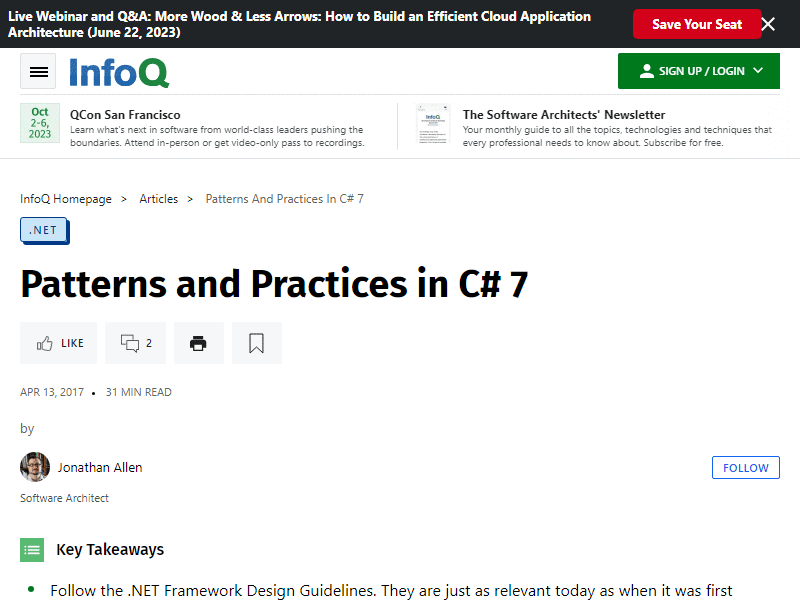 Live Webinar and Q&A: More Wood & Less Arrows: How to Build an Efficient Cloud Application
Architecture (June 22, 2023)
Save Your Seat
InfoQ
SIGN UP / LOGIN
Oct
2-6,
2023
QCon San Francisco
Learn what's next in software from world-class leaders pushing the
boundaries. Attend in-person or get video-only pass to recordings.
The Software Architects' Newsletter
Your monthly guide to all the topics, technologies and techniques that
every professional needs to know about. Subscribe for free.
InfoQ Homepage > Articles > Patterns And Practices In C# 7
.NET
Patterns and Practices in C# 7
LIKE
2
APR 13, 2017 • 31 MIN READ
by
Jonathan Allen
FOLLOW
Software Architect
Key Takeaways
• Follow the .NET Framework Design Guidelines. They are just as relevant today as when it was first